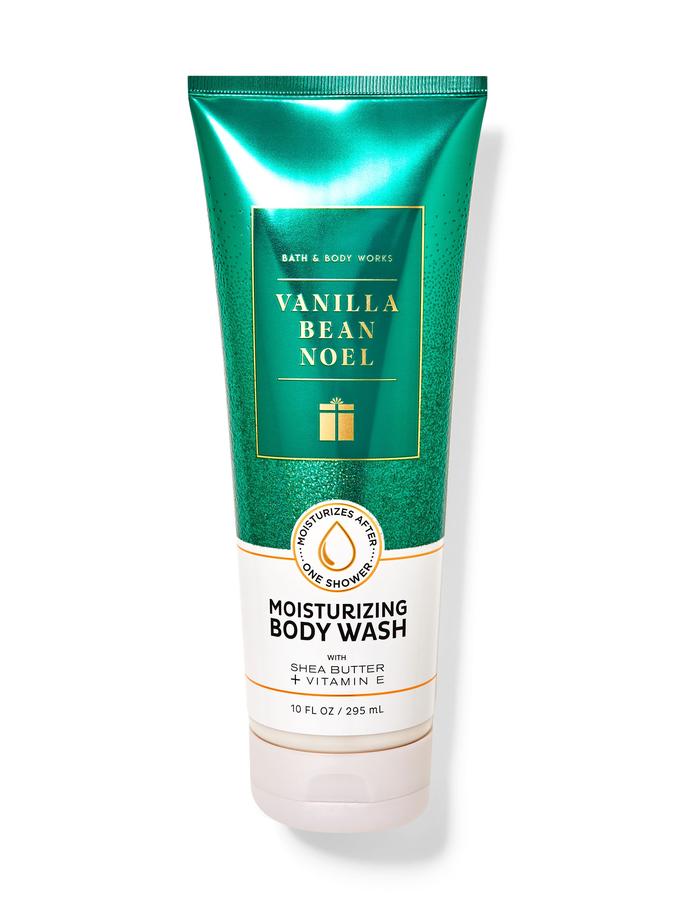 BATH & BODY WORKS
VANILLA
BEAN
NOEL
MOISTURIZES AFTER
ONE SHOWER
MOISTURIZING
BODY WASH
WITH
SHEA BUTTER
+ VITAMIN E
10 FL OZ / 295 mL